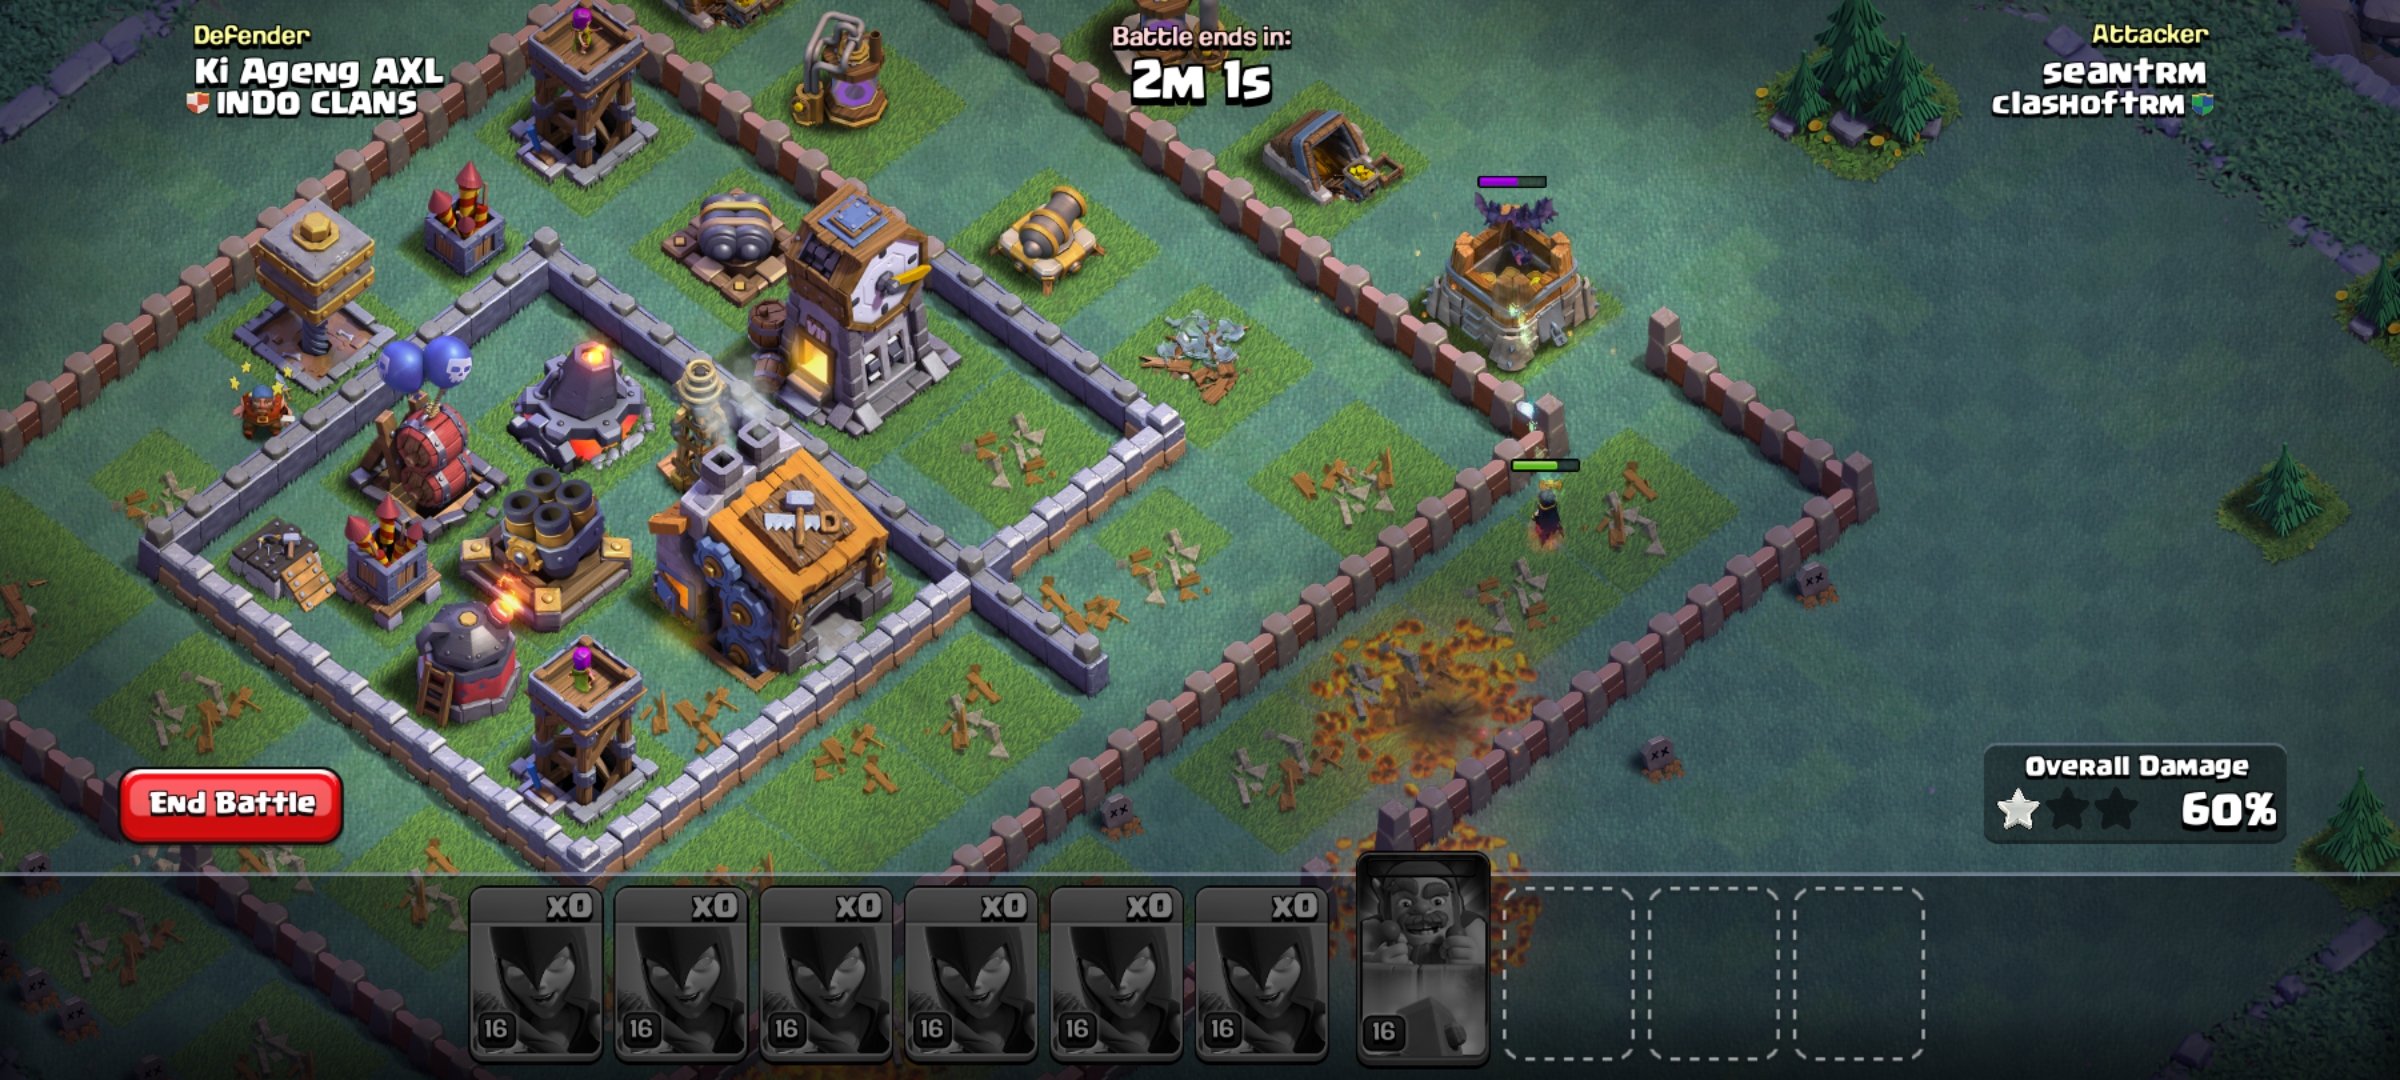 Defender
Ki Ageng AXL
INDO CLANS
Battle ends in:
2M 1s
Attacker
seantRM
clashoftRM
VII
End Battle
Overall Damage
60%
x0
x0
x0
x0
x0
x0
16
16
16
16
16
16
16